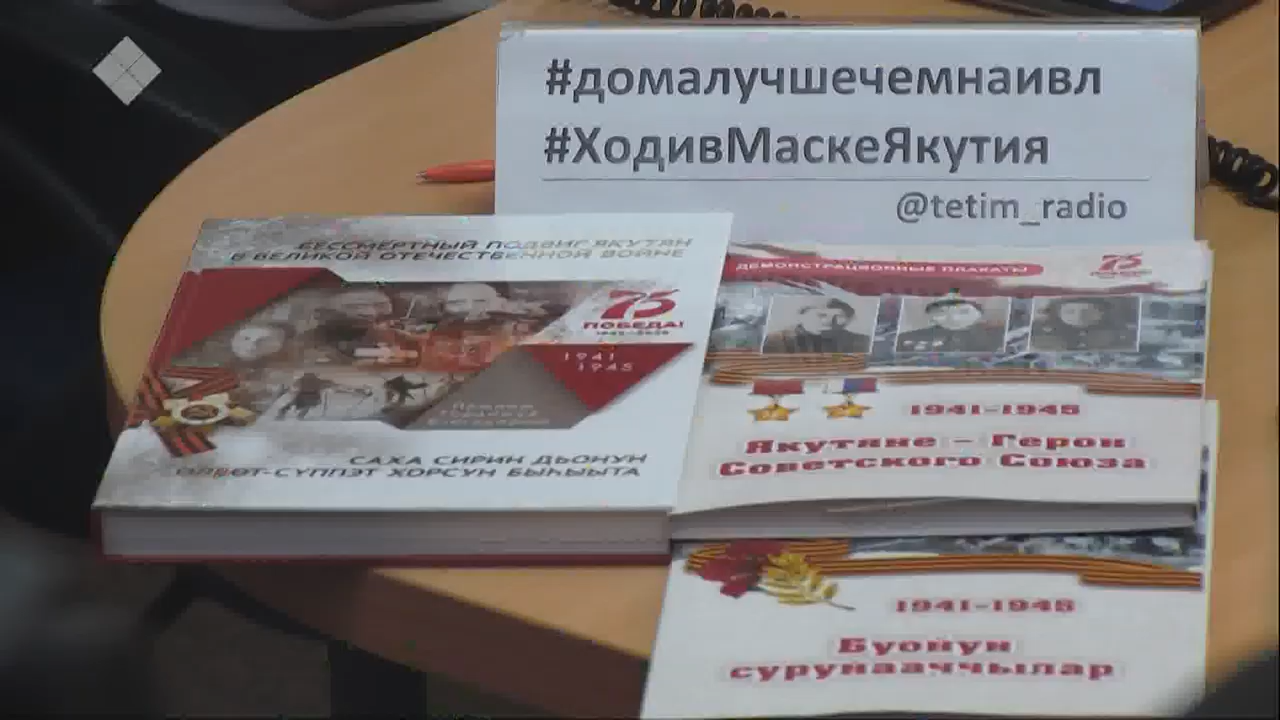 #домалучшечемнаивл
#ХодивМаскеЯкутия
@tetim_radio
БЕССМЕРТНЫЙ ПОДВИГ ЯКУТЯН
В ВЕЛИКОЙ ОТЕЧЕСТВЕННОЙ ВОЙНЕ
75
ПОБЕДА!
1941
1945
САХА СИРИН ДЬОНУН
ӨЛБӨТ-СҮППЭТ ХОРСУН БЫҺЫЫТА
ДЕМОНСТРАЦИОННЫЕ ПЛАКАТЫ
75
1941-1945
Якутяне – Герои
Советского Союза
1941-1945
Буойун
суруйааччылар